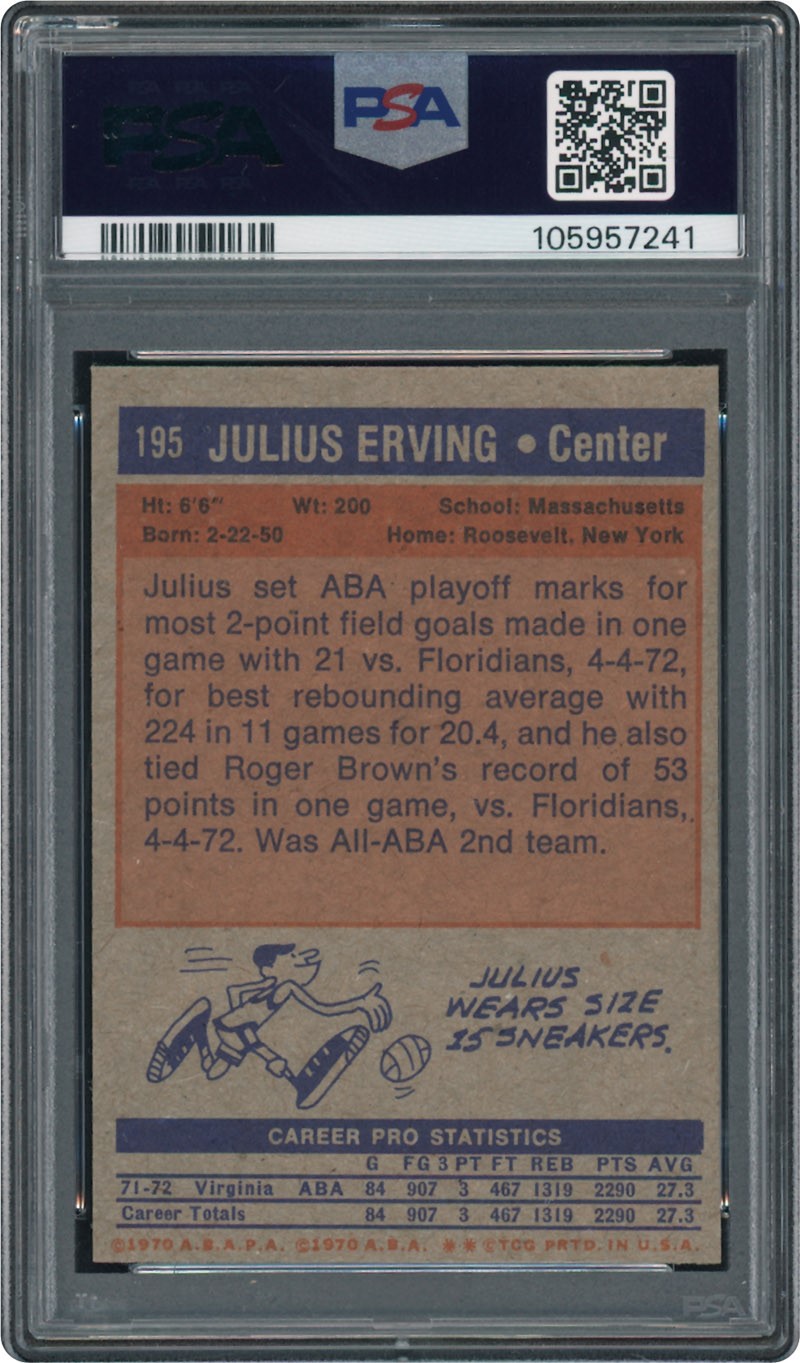 PSA
PSA
105957241
195 JULIUS ERVING • Center
Ht: 6'6"' Wt: 200 School: Massachusetts
Born: 2-22-50 Home: Roosevelt, New York
Julius set ABA playoff marks for
most 2-point field goals made in one
game with 21 vs. Floridians, 4-4-72,
for best rebounding average with
224 in 11 games for 20.4, and he also
tied Roger Brown's record of 53
points in one game, vs. Floridians,
4-4-72. Was All-ABA 2nd team.
JULIUS
WEARS SIZE
15 SNEAKERS.
CAREER PRO STATISTICS
G FG 3 PT FT REB PTS AVG
71-72 Virginia ABA 84 907 3 467 1319 2290 27.3
Career Totals 84 907 3 467 1319 2290 27.3
©1970 A.B.A.P.A. ©1970 A.B.A. ✱✱ ©TCG PRTD. IN U.S.A.
PSA